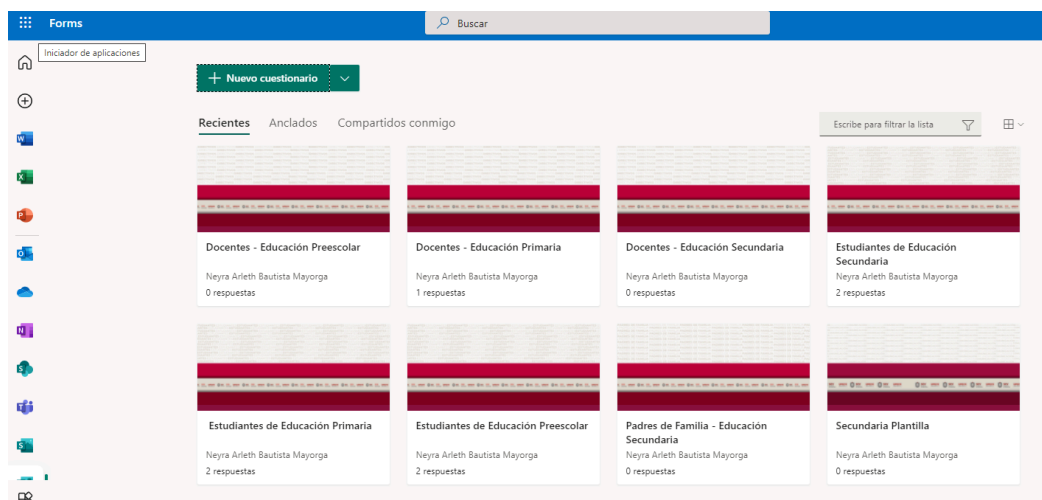 Forms
Buscar
Iniciador de aplicaciones
Nuevo cuestionario
Recientes Anclados Compartidos conmigo
Escribe para filtrar la lista
Docentes - Educación Preescolar
Neyra Arleth Bautista Mayorga
0 respuestas
Docentes - Educación Primaria
Neyra Arleth Bautista Mayorga
1 respuestas
Docentes - Educación Secundaria
Neyra Arleth Bautista Mayorga
0 respuestas
Estudiantes de Educación
Secundaria
Neyra Arleth Bautista Mayorga
2 respuestas
Estudiantes de Educación Primaria
Neyra Arleth Bautista Mayorga
2 respuestas
Estudiantes de Educación Preescolar
Neyra Arleth Bautista Mayorga
2 respuestas
Padres de Familia - Educación
Secundaria
Neyra Arleth Bautista Mayorga
0 respuestas
Secundaria Plantilla
Neyra Arleth Bautista Mayorga
0 respuestas